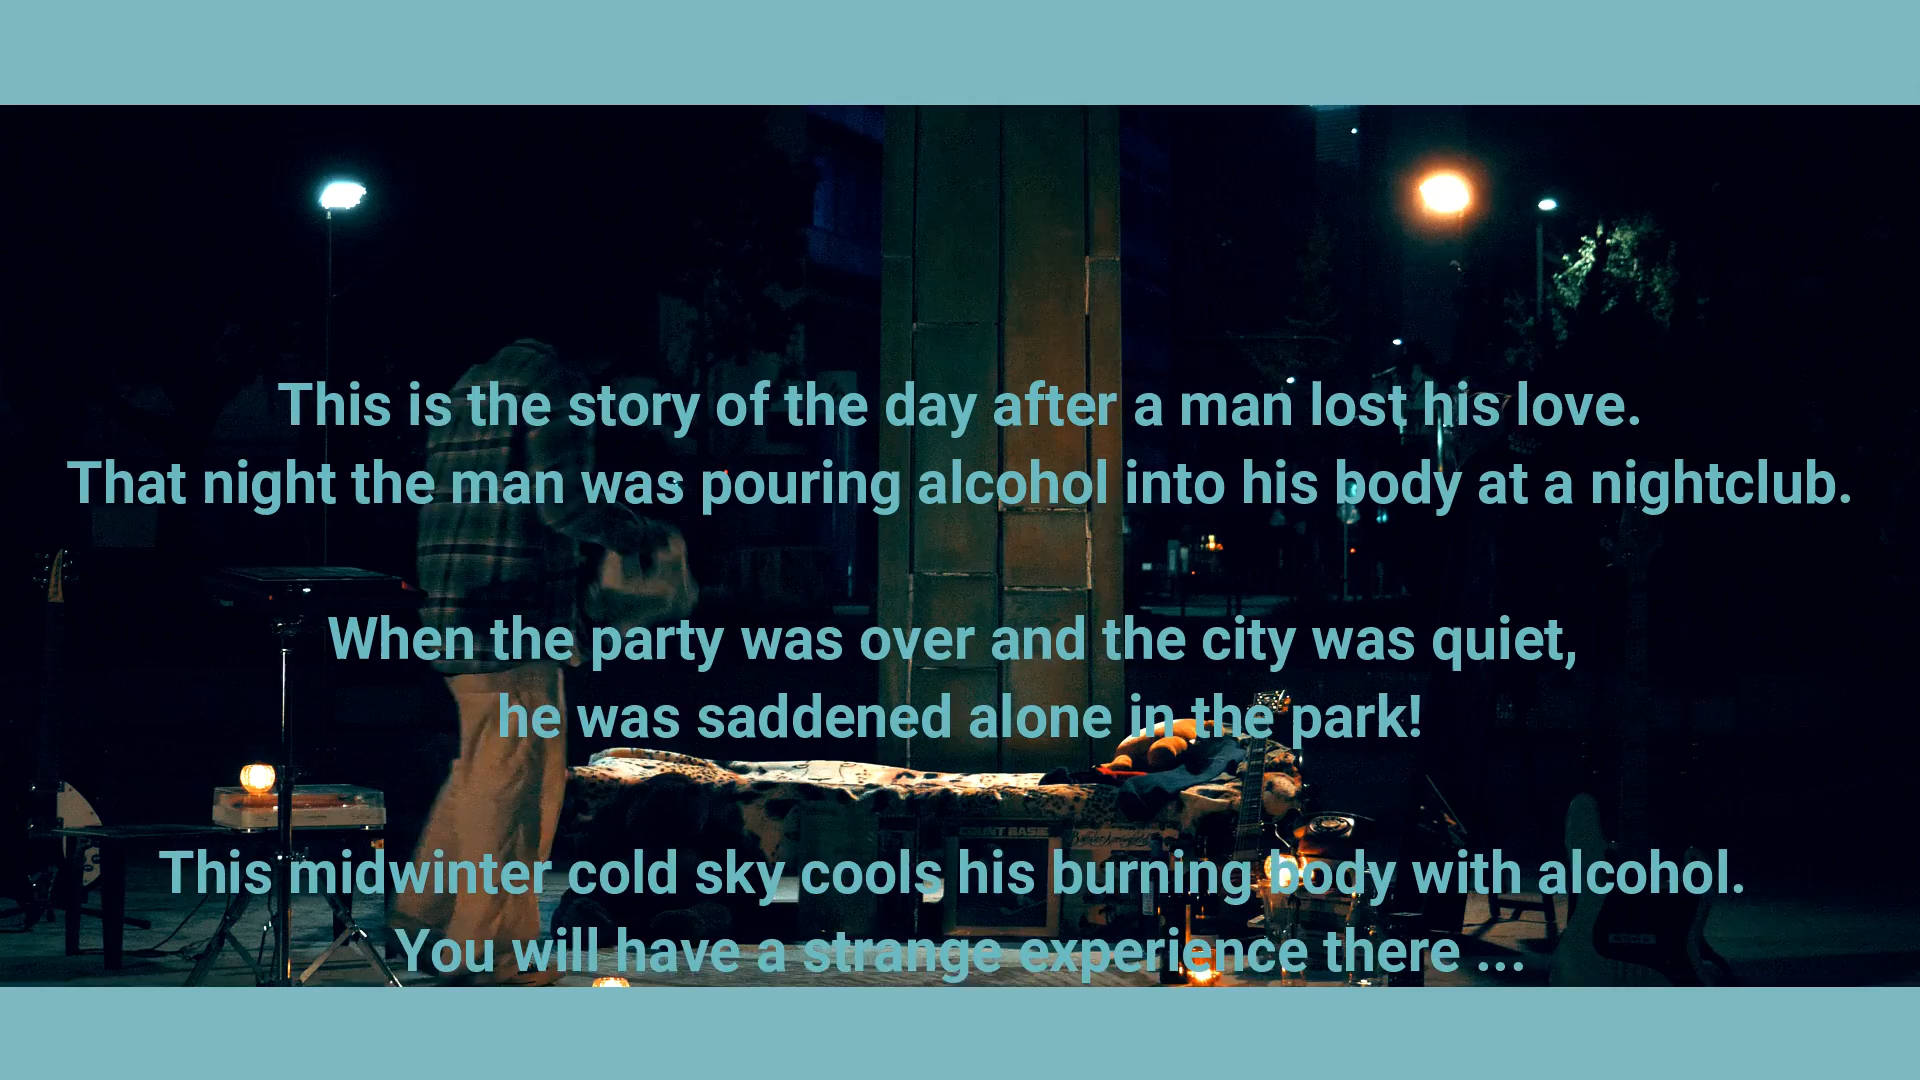 This is the story of the day after a man lost his love.
That night the man was pouring alcohol into his body at a nightclub.
When the party was over and the city was quiet,
he was saddened alone in the park!
This midwinter cold sky cools his burning body with alcohol.
You will have a strange experience there ...
COUNT BASIE